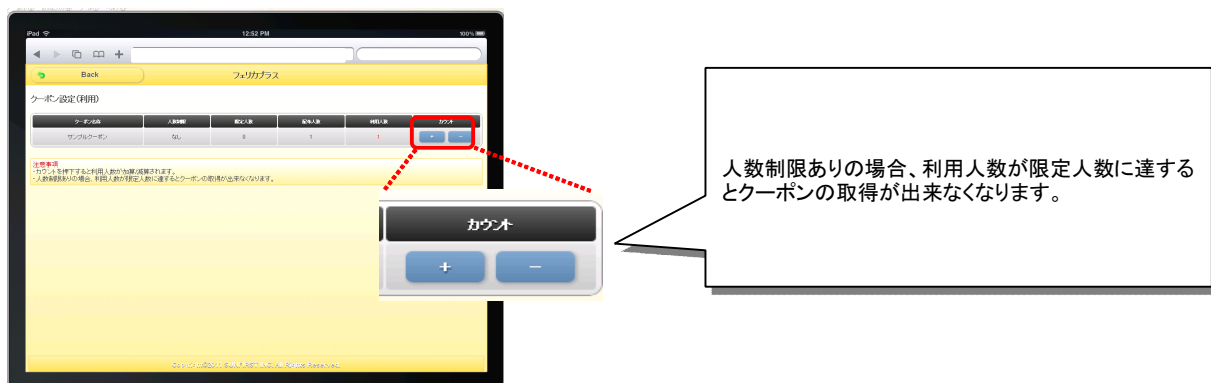 iPad
12:52 PM
100%
Back
フェリカプラス
クーポン設定(利用)
クーポン名称
人数制限
限定人数
配布人数
利用人数
カウント
サンプルクーポン
なし
0
1
1
+
-
注意事項
・カウントを押下すると利用人数が加算/減算されます。
・人数制限ありの場合、利用人数が限定人数に達するとクーポンの取得が出来なくなります。
カウント
+
-
人数制限ありの場合、利用人数が限定人数に達する
とクーポンの取得が出来なくなります。
All Rights Reserved.